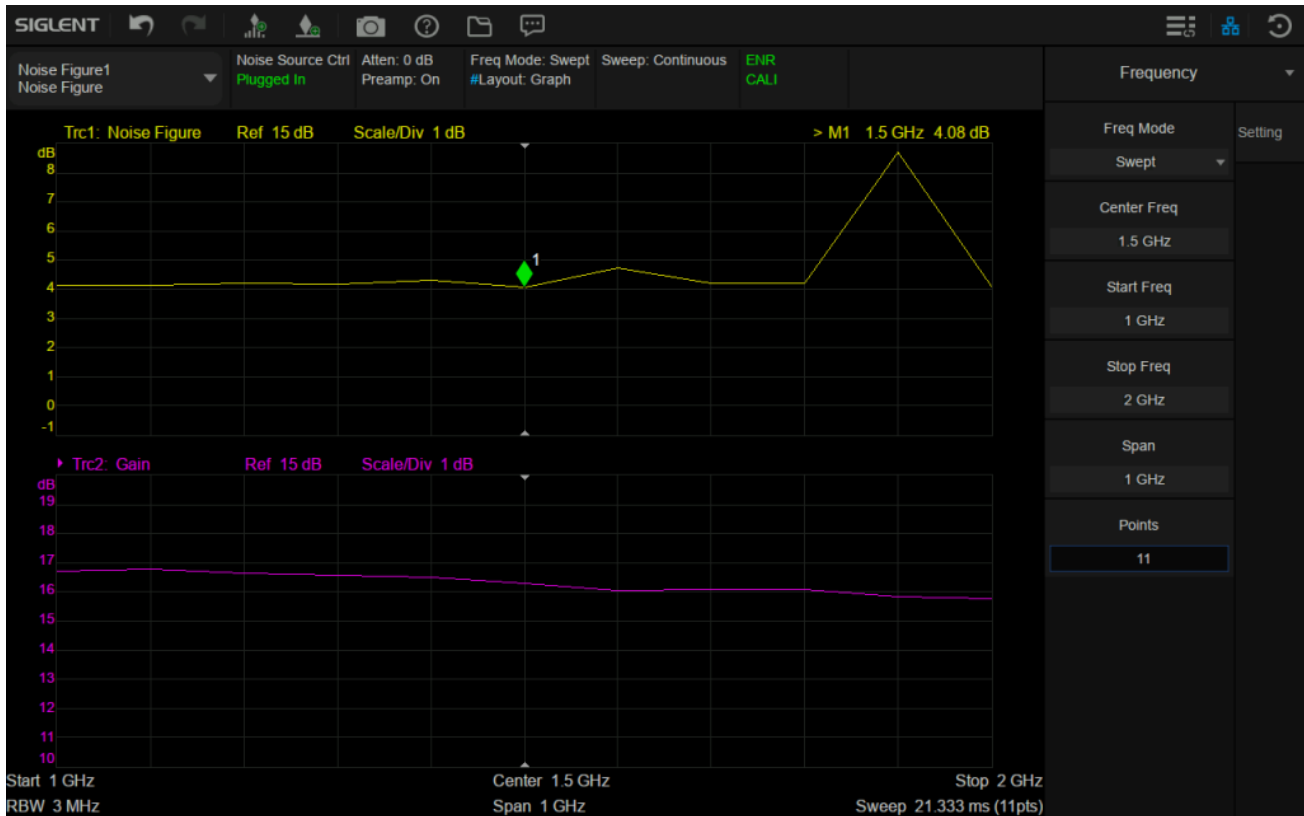 SIGLENT
Noise Figure1
Noise Figure
Noise Source Ctrl
Plugged In
Atten: 0 dB
Preamp: On
Freq Mode: Swept
#Layout: Graph
Sweep: Continuous
ENR
CALI
Frequency
Trc1: Noise Figure Ref 15 dB Scale/Div 1 dB > M1 1.5 GHz 4.08 dB
dB
8
7
6
5
4
3
2
1
0
-1
1
Trc2: Gain Ref 15 dB Scale/Div 1 dB
dB
19
18
17
16
15
14
13
12
11
10
Start 1 GHz Center 1.5 GHz Stop 2 GHz
RBW 3 MHz Span 1 GHz Sweep 21.333 ms (11pts)
Freq Mode
Swept
Center Freq
1.5 GHz
Start Freq
1 GHz
Stop Freq
2 GHz
Span
1 GHz
Points
11
Setting